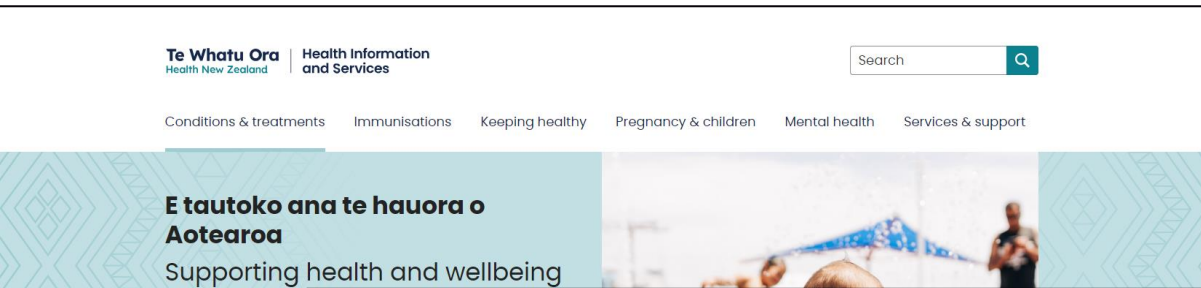 Te Whatu Ora
Health New Zealand
Health Information
and Services
Search
Conditions & treatments Immunisations Keeping healthy Pregnancy & children Mental health Services & support
E tautoko ana te hauora o
Aotearoa
Supporting health and wellbeing